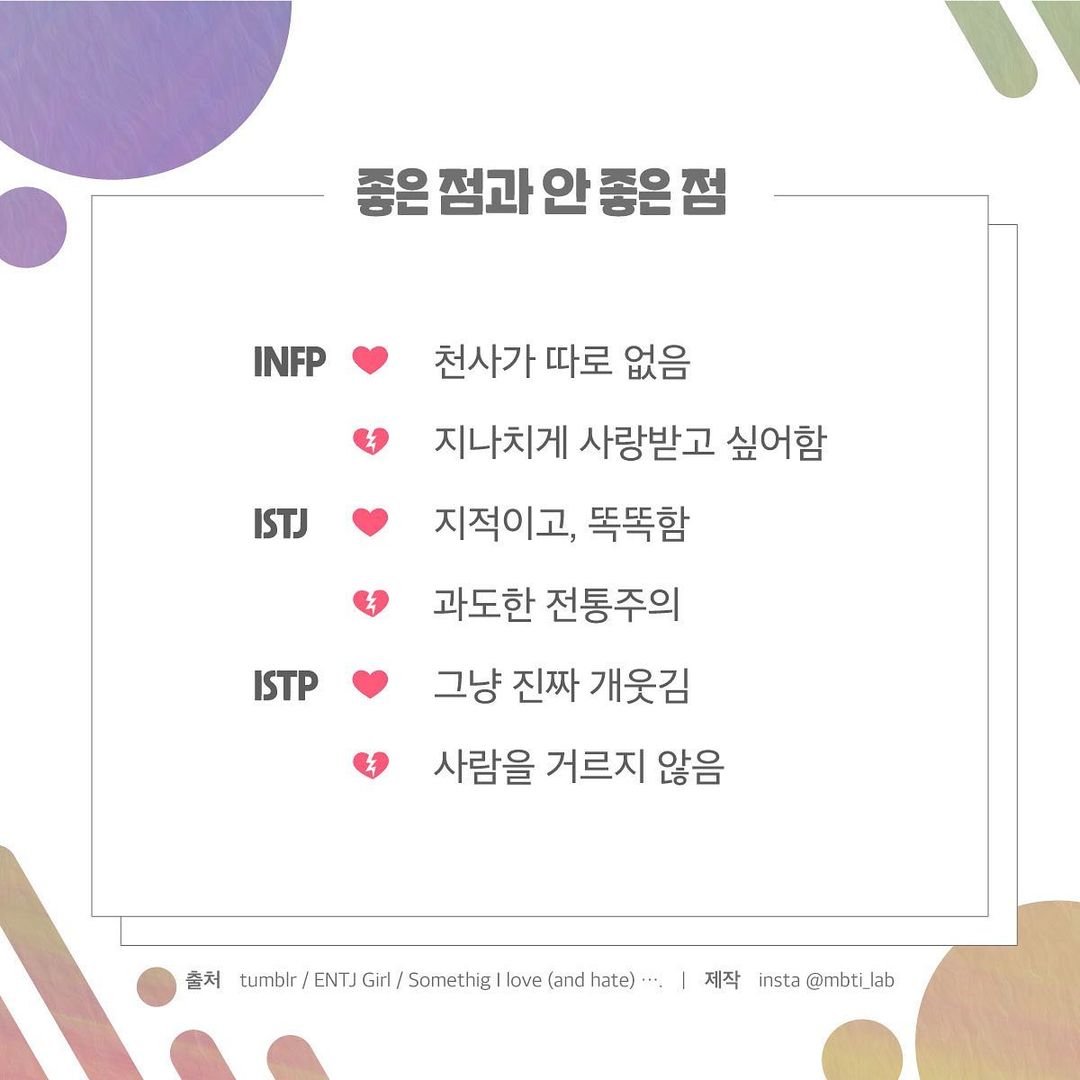 좋은 점과 안 좋은 점
INFP 천사가 따로 없음
지나치게 사랑받고 싶어함
ISTJ 지적이고, 똑똑함
과도한 전통주의
ISTP 그냥 진짜 개웃김
사람을 거르지 않음
출처 tumblr / ENTJ Girl / Somethig I love (and hate) …. | 제작 insta @mbti_lab